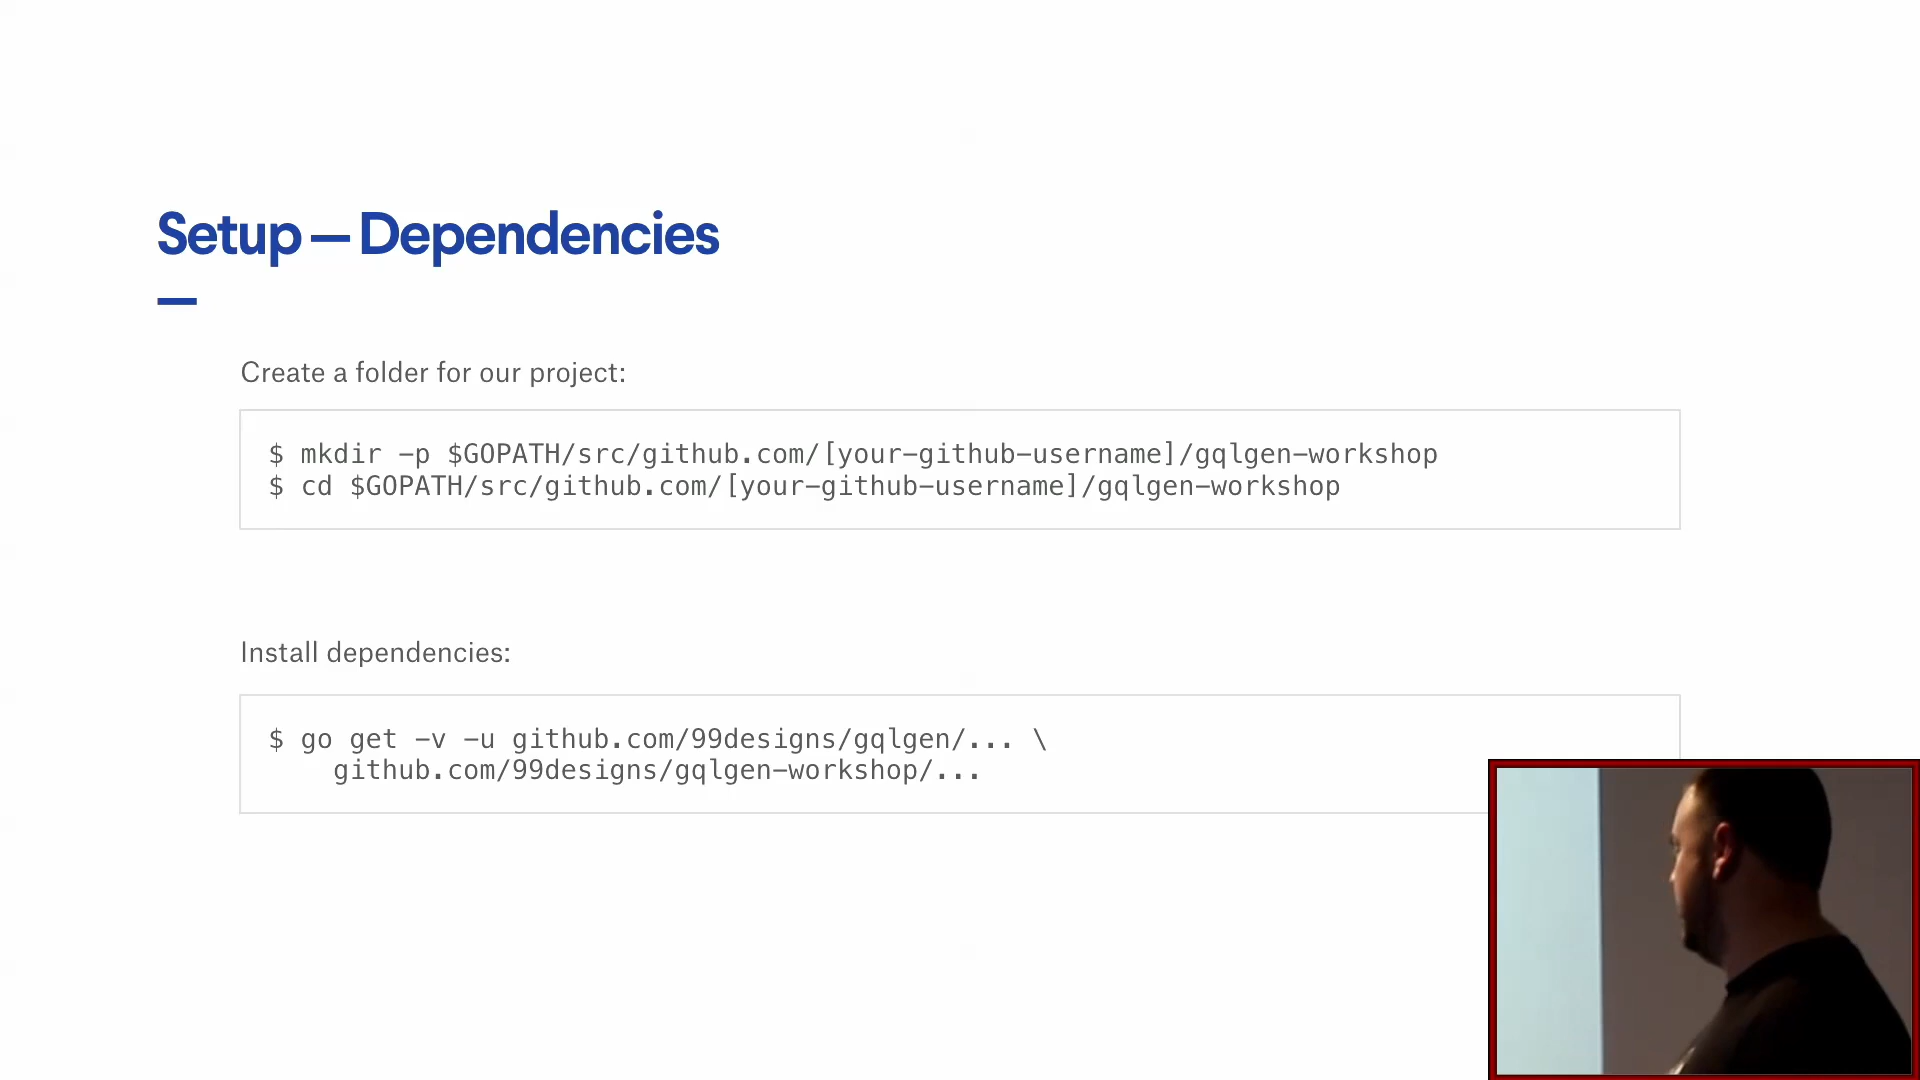 Setup — Dependencies
—
Create a folder for our project:
$ mkdir -p $GOPATH/src/github.com/[your-github-username]/gqlgen-workshop
$ cd $GOPATH/src/github.com/[your-github-username]/gqlgen-workshop
Install dependencies:
$ go get -v -u github.com/99designs/gqlgen/... \
    github.com/99designs/gqlgen-workshop/...